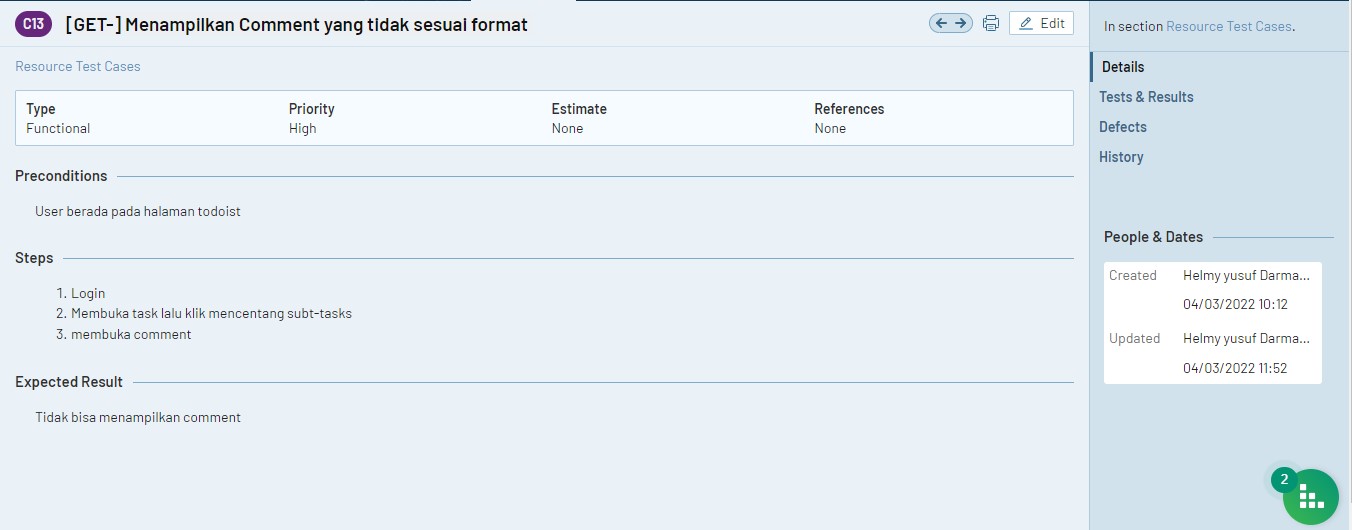 C13 [GET-] Menampilkan Comment yang tidak sesuai format
Edit
Resource Test Cases
Type Priority Estimate References
Functional High None None
Preconditions
User berada pada halaman todoist
Steps
1. Login
2. Membuka task lalu klik mencentang subt-tasks
3. membuka comment
Expected Result
Tidak bisa menampilkan comment
In section Resource Test Cases.
Details
Tests & Results
Defects
History
People & Dates
Created Helmy yusuf Darma...
04/03/2022 10:12
Updated Helmy yusuf Darma...
04/03/2022 11:52
2